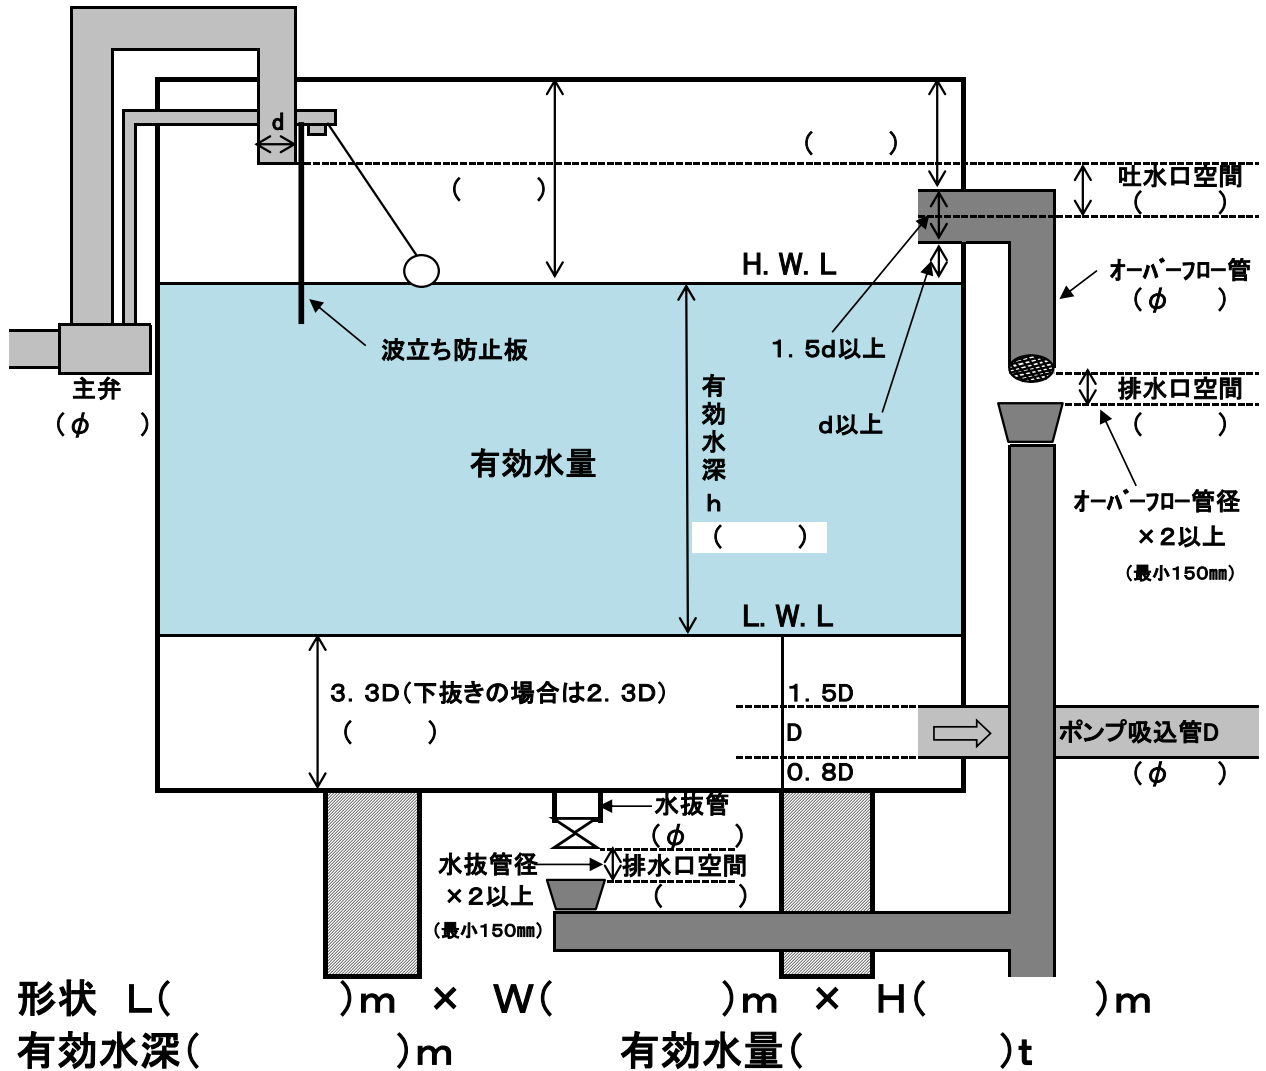 d
(　　　)
(　　　)
吐水口空間
(　　　)
H．W．L
オーバーフロー管
(φ　　)
波立ち防止板
1．5d以上
主弁
(φ　　)
有効水深h
(　　　)
d以上
排水口空間
(　　　)
有効水量
オーバーフロー管径
×2以上
(最小150㎜)
L．W．L
3．3D(下抜きの場合は2．3D)
(　　　)
1．5D
D
0．8D
ポンプ吸込管D
(φ　　)
水抜管
(φ　　)
水抜管径
×2以上
(最小150㎜)
排水口空間
(　　　)
形状　L(　　　　　)m　×　W(　　　　　)m　×　H(　　　　　)m
有効水深(　　　　　)m　　　　　有効水量(　　　　　)t